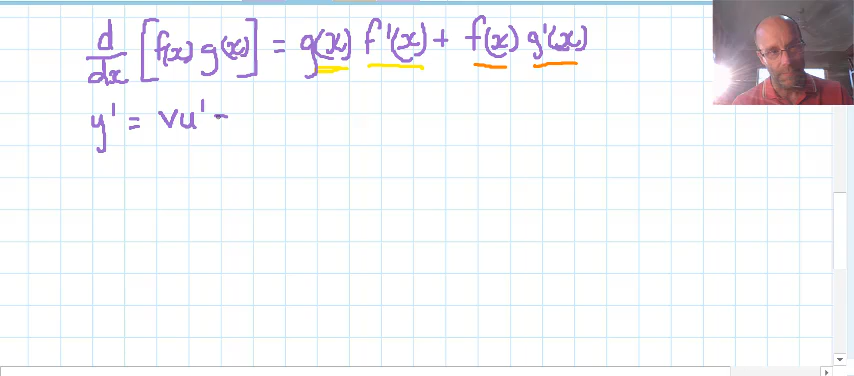 d/dx [f(x) g(x)] = g(x) f'(x) + f(x) g'(x)
y' = vu' -